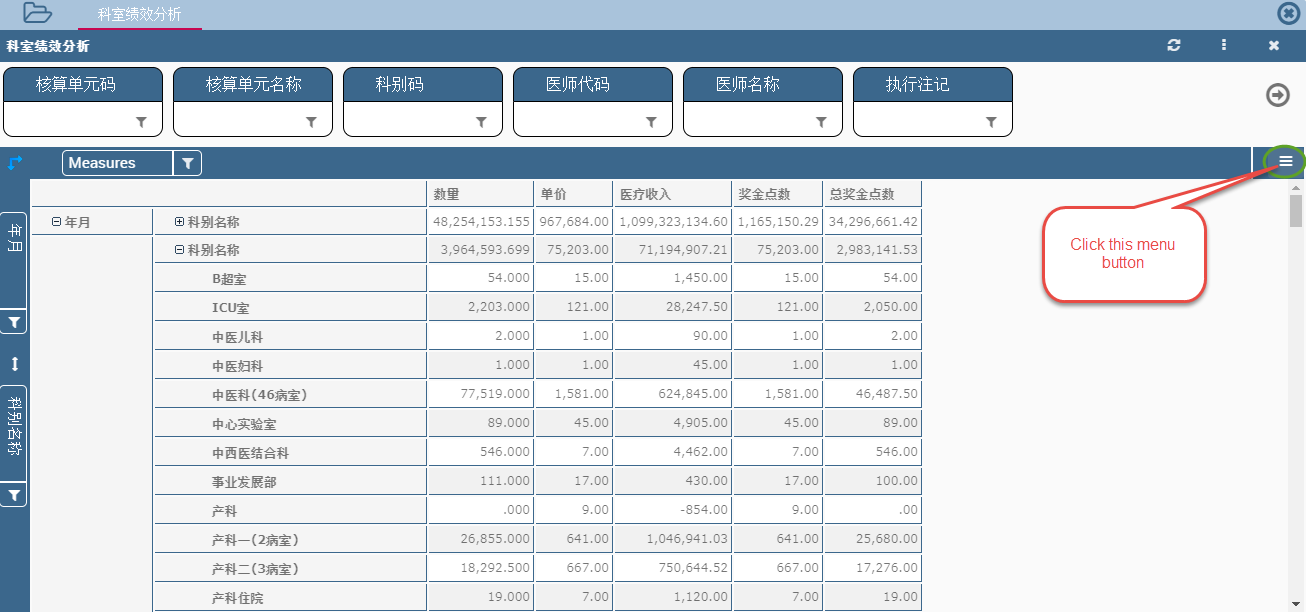 科室绩效分析
科室绩效分析
核算单元码 核算单元名称 科别码 医师代码 医师名称 执行注记
Measures
数量 单价 医疗收入 奖金点数 总奖金点数
年月 科别名称 48,254,153.155 967,684.00 1,099,323,134.60 1,165,150.29 34,296,661.42
科别名称 3,964,593.699 75,203.00 71,194,907.21 75,203.00 2,983,141.53
B超室 54.000 15.00 1,450.00 15.00 54.00
ICU室 2,203.000 121.00 28,247.50 121.00 2,050.00
中医儿科 2.000 1.00 90.00 1.00 2.00
中医妇科 1.000 1.00 45.00 1.00 1.00
中医科(46病室) 77,519.000 1,581.00 624,845.00 1,581.00 46,487.50
中心实验室 89.000 45.00 4,905.00 45.00 89.00
中西医结合科 546.000 7.00 4,462.00 7.00 546.00
事业发展部 111.000 17.00 430.00 17.00 100.00
产科 .000 9.00 -854.00 9.00 .00
产科一(2病室) 26,855.000 641.00 1,046,941.03 641.00 25,680.00
产科二(3病室) 18,292.500 667.00 750,644.52 667.00 17,276.00
产科住院 19.000 7.00 1,120.00 7.00 19.00
年月
科别名称
Click this menu
button